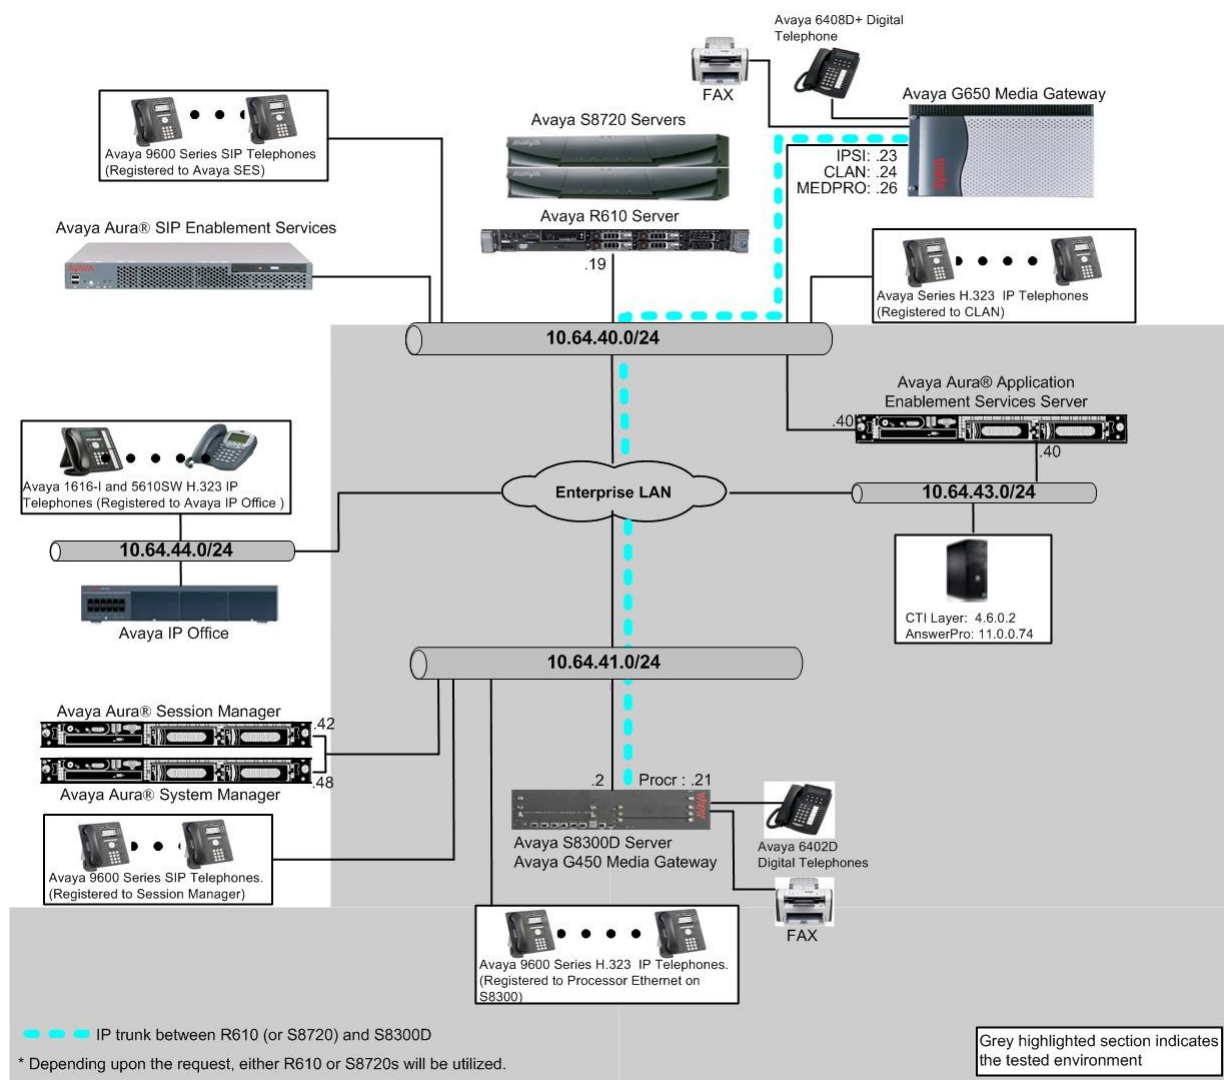 Avaya 6408D+ Digital
Telephone
FAX
Avaya G650 Media Gateway
Avaya S8720 Servers
IPSI: .23
CLAN: .24
MEDPRO: .26
AVAYA
Avaya 9600 Series SIP Telephones
(Registered to Avaya SES)
Avaya R610 Server
.19
Avaya Aura® SIP Enablement Services
AVAYA
Avaya Series H.323 IP Telephones
(Registered to CLAN)
10.64.40.0/24
Avaya Aura® Application
Enablement Services Server
.40
.40
Avaya 1616-I and 5610SW H.323 IP
Telephones (Registered to Avaya IP Office )
Enterprise LAN
10.64.43.0/24
10.64.44.0/24
CTI Layer: 4.6.0.2
AnswerPro: 11.0.0.74
Avaya IP Office
10.64.41.0/24
Avaya Aura® Session Manager
.42
.48
Avaya Aura® System Manager
.2
Procr : .21
AVAYA
Avaya S8300D Server
Avaya G450 Media Gateway
Avaya 6402D
Digital Telephones
Avaya 9600 Series SIP Telephones.
(Registered to Session Manager)
FAX
Avaya 9600 Series H.323 IP Telephones.
(Registered to Processor Ethernet on
S8300)
IP trunk between R610 (or S8720) and S8300D
* Depending upon the request, either R610 or S8720s will be utilized.
Grey highlighted section indicates
the tested environment